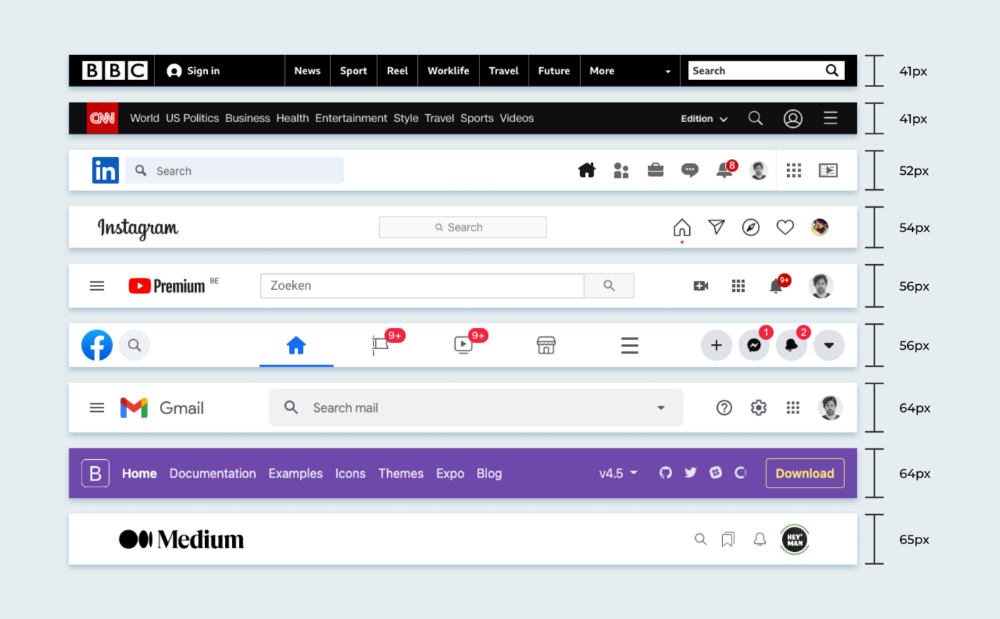 BBC Sign in News Sport Reel Worklife Travel Future More Search 41px
CNN World US Politics Business Health Entertainment Style Travel Sports Videos Edition 41px
in Search 8 52px
Instagram Search 54px
Premium BE Zoeken 9+ 56px
f 9+ 9+ 1 2 56px
M Gmail Search mail 64px
B Home Documentation Examples Icons Themes Expo Blog v4.5 Download 64px
Medium HEY' MAN 65px